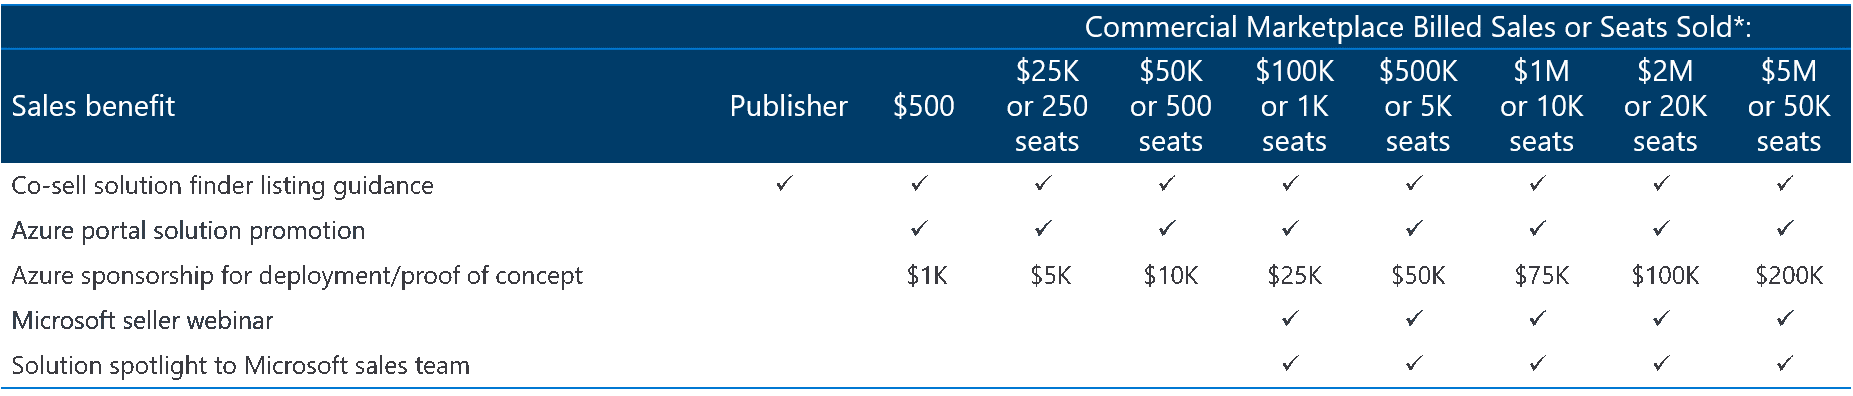 Commercial Marketplace Billed Sales or Seats Sold*:
Sales benefit Publisher $500 $25K or 250 seats $50K or 500 seats $100K or 1K seats $500K or 5K seats $1M or 10K seats $2M or 20K seats $5M or 50K seats
Co-sell solution finder listing guidance ✓ ✓ ✓ ✓ ✓ ✓ ✓ ✓ ✓
Azure portal solution promotion ✓ ✓ ✓ ✓ ✓ ✓ ✓ ✓
Azure sponsorship for deployment/proof of concept $1K $5K $10K $25K $50K $75K $100K $200K
Microsoft seller webinar ✓ ✓ ✓ ✓ ✓
Solution spotlight to Microsoft sales team ✓ ✓ ✓ ✓ ✓